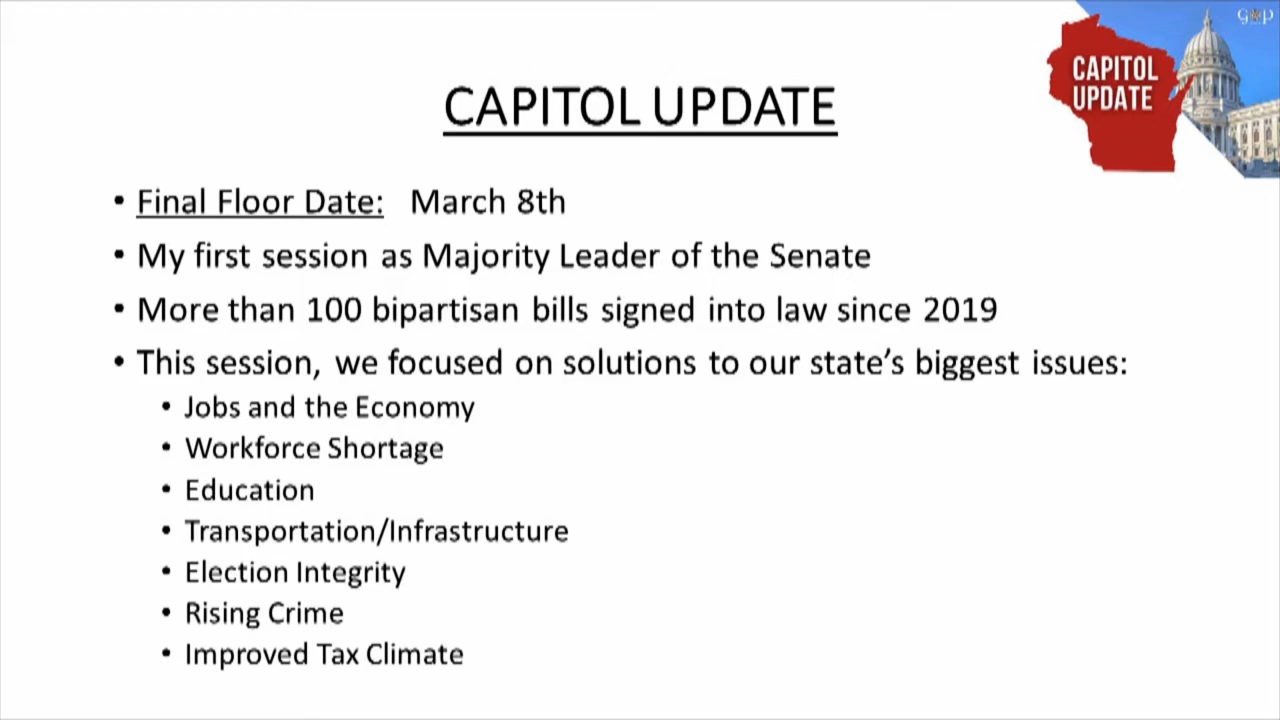 GOP
CAPITOL
UPDATE
CAPITOL UPDATE
• Final Floor Date: March 8th
• My first session as Majority Leader of the Senate
• More than 100 bipartisan bills signed into law since 2019
• This session, we focused on solutions to our state's biggest issues:
• Jobs and the Economy
• Workforce Shortage
• Education
• Transportation/Infrastructure
• Election Integrity
• Rising Crime
• Improved Tax Climate